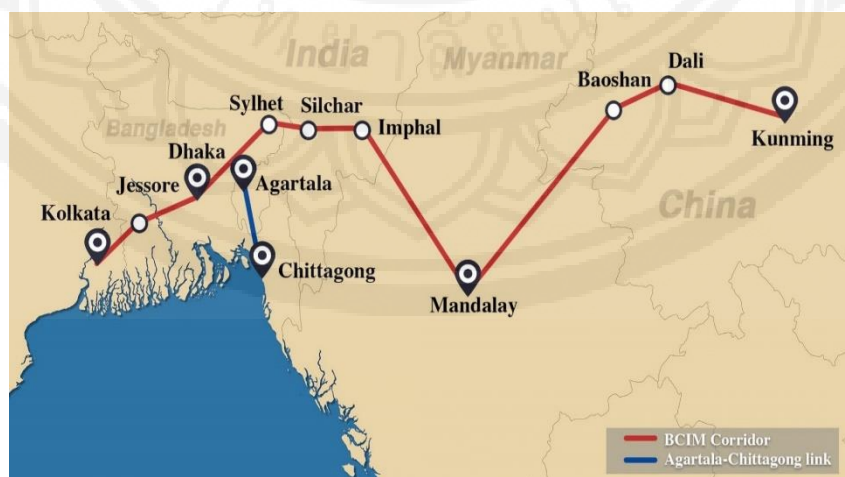 India
Myanmar
Dali
Baoshan
Sylhet
Silchar
Imphal
Kunming
Bangladesh
Dhaka
Jessore
Agartala
China
Kolkata
Chittagong
Mandalay
BCIM Corridor
Agartala-Chittagong link